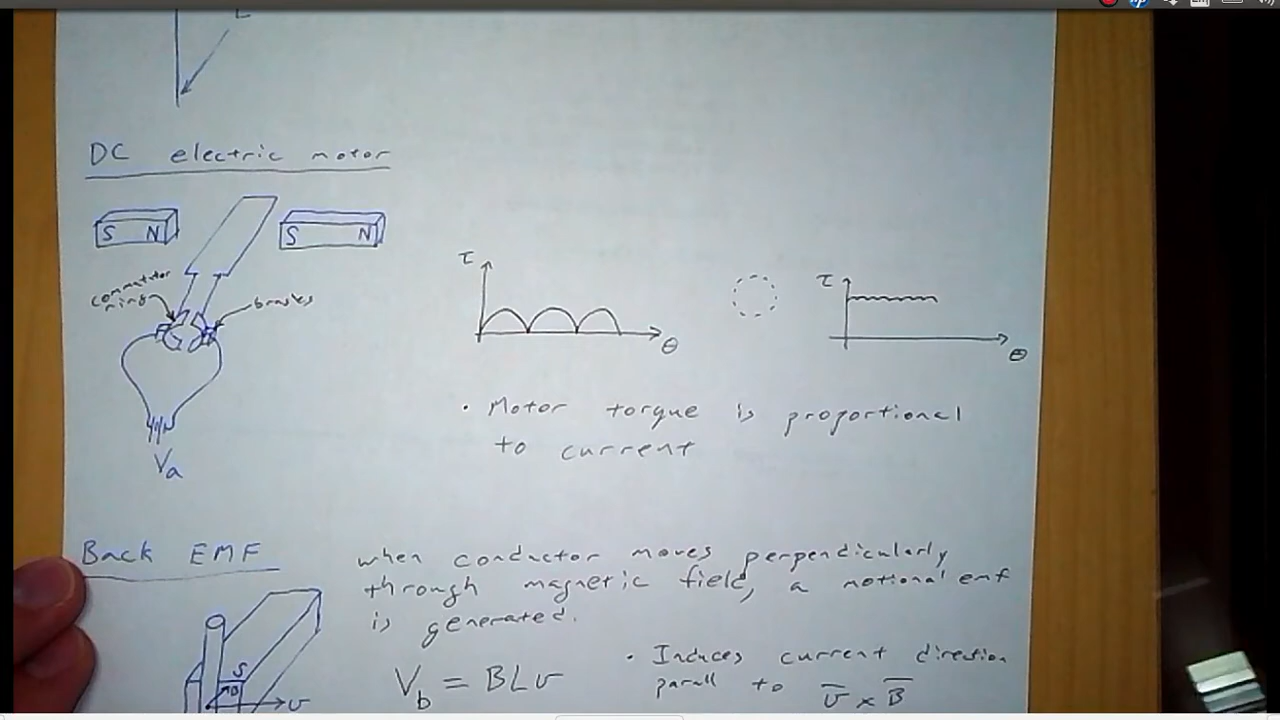 L
DC electric motor
S N
S N
commutator
ring
brushes
Va
τ
θ
τ
θ
• Motor torque is proportional
to current
Back EMF
when conductor moves perpendicularly
through magnetic field, a motional emf
is generated.
S
B
v
Vb = BLv
• Induces current direction
parall to v̅ × B̅